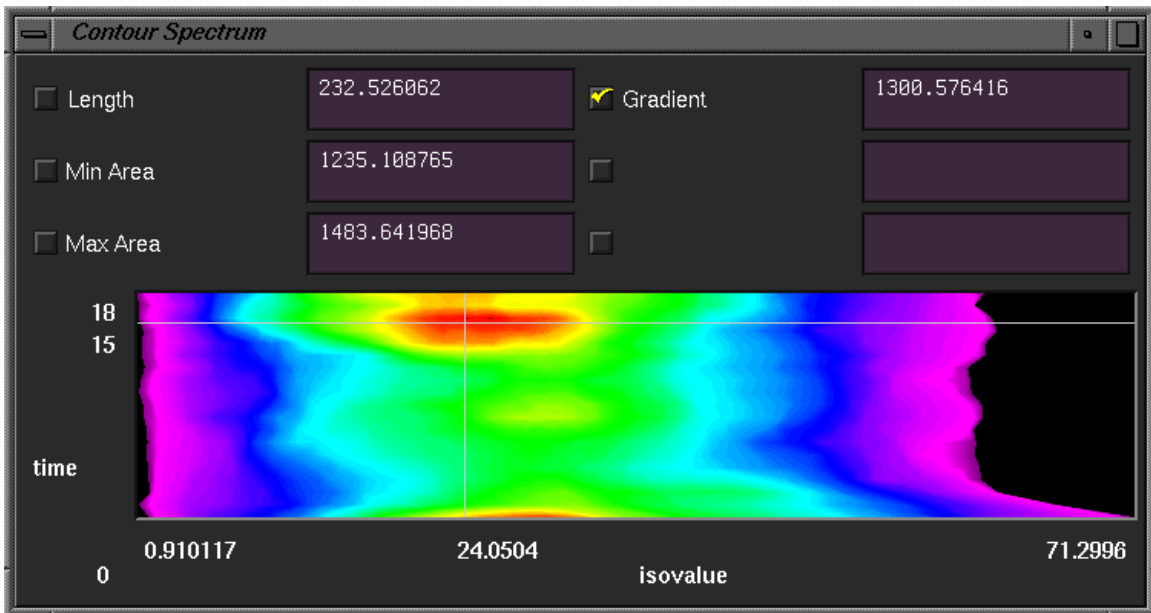 Contour Spectrum
Length 232.526062 Gradient 1300.576416
Min Area 1235.108765
Max Area 1483.641968
18
15
time
0.910117 24.0504 71.2996
0 isovalue